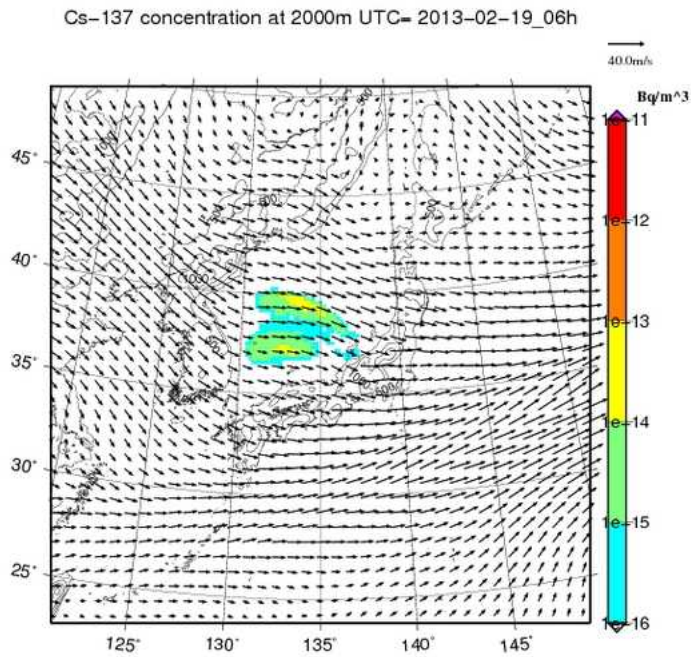 Cs-137 concentration at 2000m UTC= 2013-02-19_06h
40.0m/s
Bq/m^3
1e-11
1e-12
1e-13
1e-14
1e-15
1e-16
45°
40°
35°
30°
25°
125°
130°
135°
140°
145°